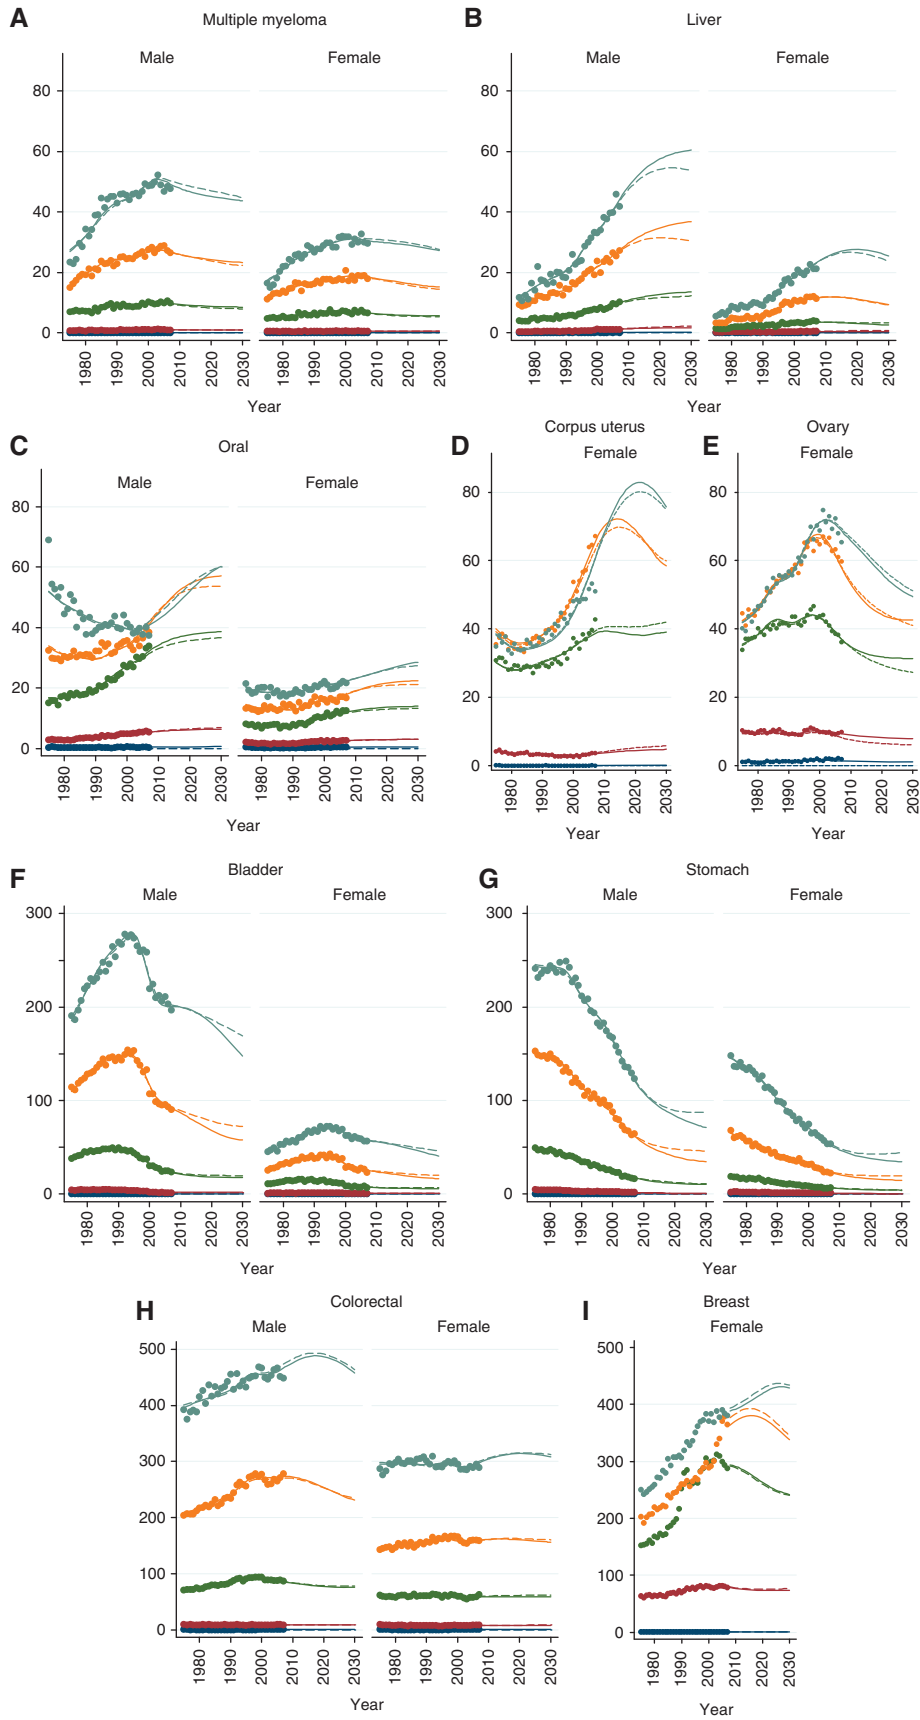 A Multiple myeloma
B Liver
Male Female
Male Female
80
60
40
20
0
80
60
40
20
0
1980 1990 2000 2010 2020 2030
1980 1990 2000 2010 2020 2030
1980 1990 2000 2010 2020 2030
1980 1990 2000 2010 2020 2030
Year
Year
C Oral
D Corpus uterus
E Ovary
Male Female
Female
Female
80
60
40
20
0
80
60
40
20
0
80
60
40
20
0
1980 1990 2000 2010 2020 2030
1980 1990 2000 2010 2020 2030
1980 1990 2000 2010 2020 2030
1980 1990 2000 2010 2020 2030
Year
Year
Year
F Bladder
G Stomach
Male Female
Male Female
300
200
100
0
300
200
100
0
1980 1990 2000 2010 2020 2030
1980 1990 2000 2010 2020 2030
1980 1990 2000 2010 2020 2030
1980 1990 2000 2010 2020 2030
Year
Year
H Colorectal
I Breast
Male Female
Female
500
400
300
200
100
0
500
400
300
200
100
0
1980 1990 2000 2010 2020 2030
1980 1990 2000 2010 2020 2030
1980 1990 2000 2010 2020 2030
Year
Year